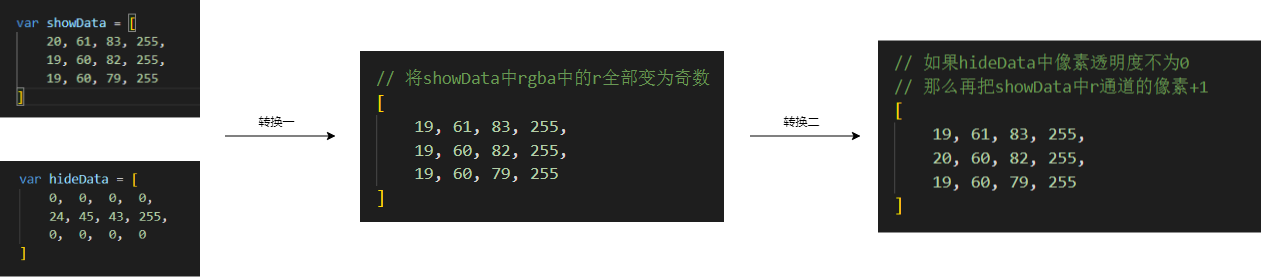 var showData = [
20, 61, 83, 255,
19, 60, 82, 255,
19, 60, 79, 255
]
var hideData = [
0, 0, 0, 0,
24, 45, 43, 255,
0, 0, 0, 0
]
转换一
// 将showData中rgba中的r全部变为奇数
[
19, 61, 83, 255,
19, 60, 82, 255,
19, 60, 79, 255
]
转换二
// 如果hideData中像素透明度不为0
// 那么再把showData中r通道的像素+1
[
19, 61, 83, 255,
20, 60, 82, 255,
19, 60, 79, 255
]